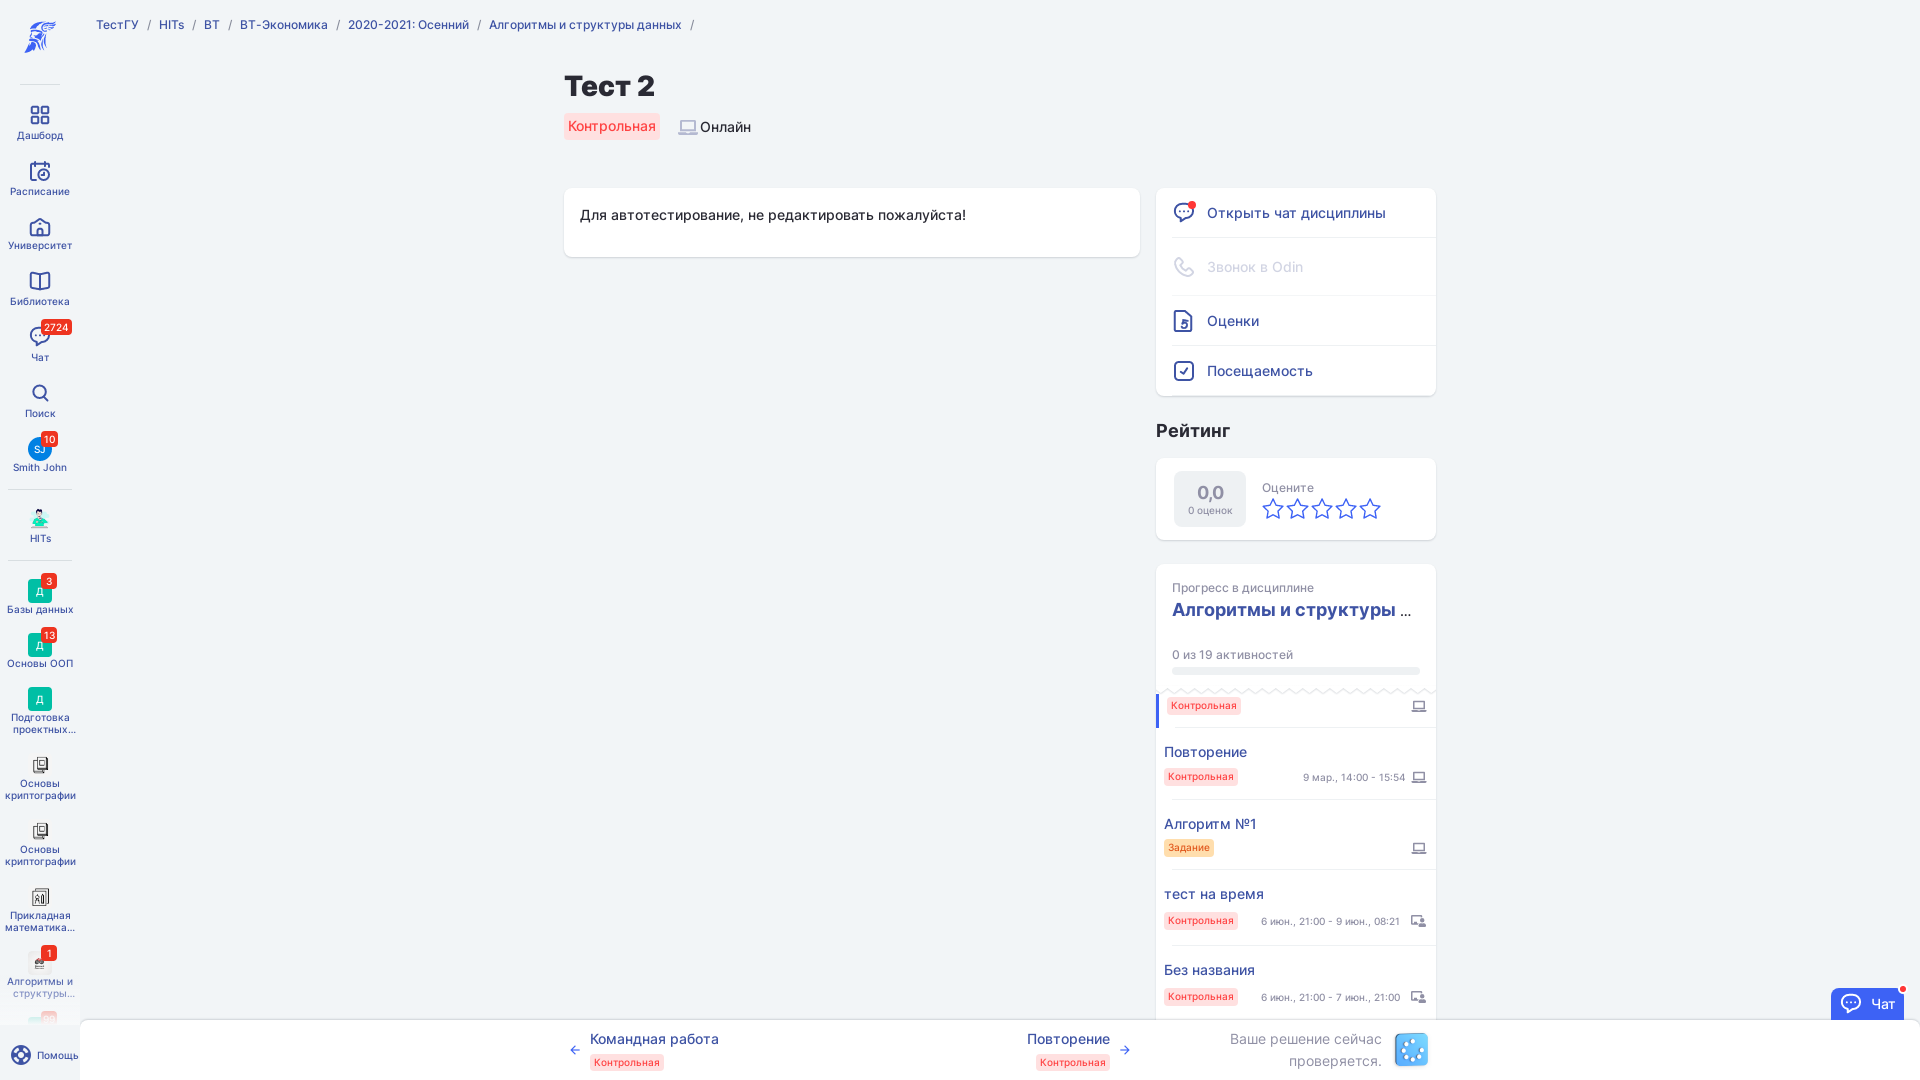 ТестГУ / HITs / ВТ / ВТ-Экономика / 2020-2021: Осенний / Алгоритмы и структуры данных /
Тест 2
Контрольная
Онлайн
Для автотестирование, не редактировать пожалуйста!
Дашборд
Расписание
Университет
Библиотека
2724
Чат
Поиск
SJ
10
Smith John
HITs
Д
3
Базы данных
Д
13
Основы ООП
Д
Подготовка
проектных...
Основы
криптографии
Основы
криптографии
Прикладная
математика...
1
Алгоритмы и
структуры...
Помощь
Открыть чат дисциплины
Звонок в Odin
Оценки
Посещаемость
Рейтинг
0,0
0 оценок
Оцените
Прогресс в дисциплине
Алгоритмы и структуры ...
0 из 19 активностей
Контрольная
Повторение
Контрольная
9 мар., 14:00 - 15:54
Алгоритм №1
Задание
тест на время
Контрольная
6 июн., 21:00 - 9 июн., 08:21
Без названия
Контрольная
6 июн., 21:00 - 7 июн., 21:00
Чат
Командная работа
Контрольная
Повторение
Контрольная
Ваше решение сейчас
проверяется.